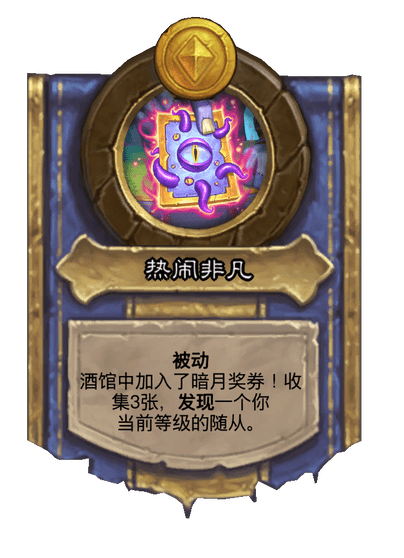 热闹非凡
被动
酒馆中加入了暗月奖券！收
集3张，发现一个你
当前等级的随从。